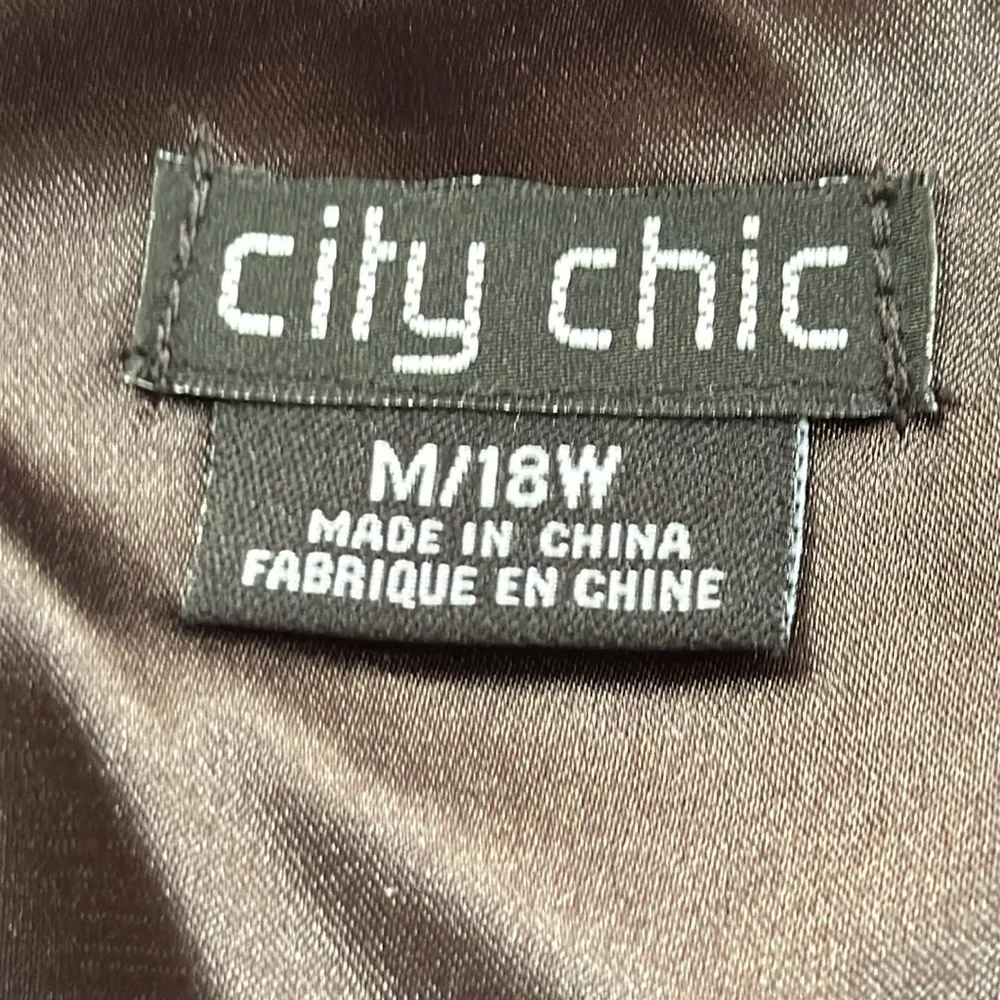 city chic
M/18W
MADE IN CHINA
FABRIQUE EN CHINE